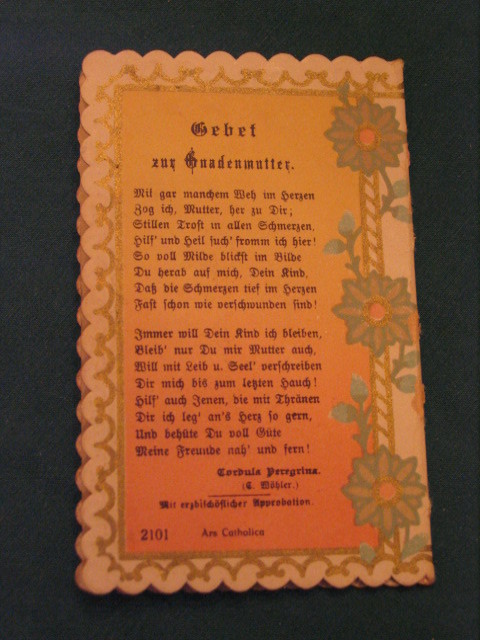 Gebet
zur Gnadenmutter.
Mit gar manchem Weh im Herzen
Zog ich, Mutter, her zu Dir;
Stillen Trost in allen Schmerzen,
Hilf' und Heil such' fromm ich hier!
So voll Milde blickst im Bilde
Du herab auf mich, Dein Kind,
Daß die Schmerzen tief im Herzen
Fast schon wie verschwunden sind!
Immer will Dein Kind ich bleiben,
Bleib' nur Du mir Mutter auch,
Will mit Leib u. Seel' verschreiben
Dir mich bis zum letzten Hauch!
Hilf' auch Jenen, die mit Thränen
Dir ich leg' an's Herz so gern,
Und behüte Du voll Güte
Meine Freunde nah' und fern!
Cordula Peregrina.
(C. Wöhler.)
Mit erzbischöflicher Approbation.
2101 Ars Catholica